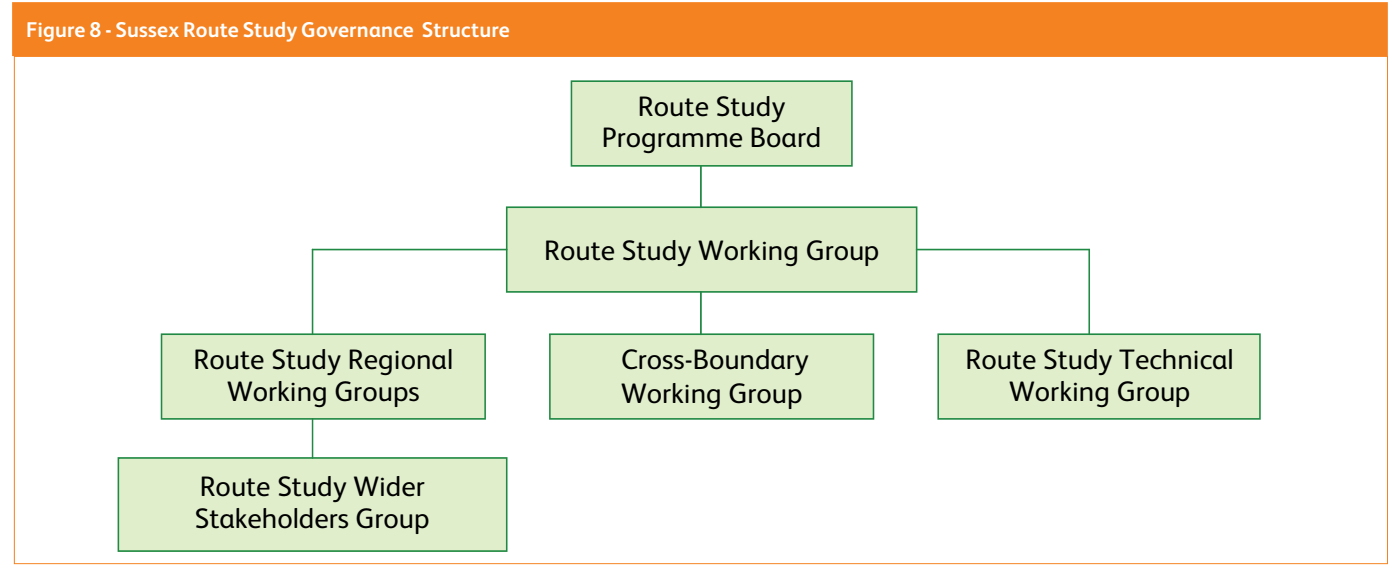 Figure 8 - Sussex Route Study Governance Structure
Route Study
Programme Board
Route Study Working Group
Route Study Regional
Working Groups
Cross-Boundary
Working Group
Route Study Technical
Working Group
Route Study Wider
Stakeholders Group